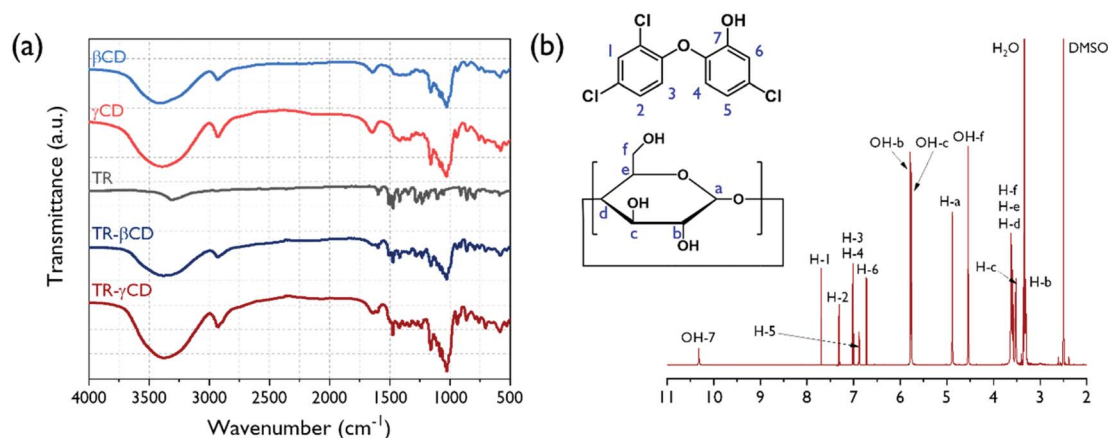 (a)
βCD
γCD
TR
TR-βCD
TR-γCD
Transmittance (a.u.)
4000 3500 3000 2500 2000 1500 1000 500
Wavenumber (cm⁻¹)
(b)
Cl
OH
1
O
7
6
Cl
3
4
Cl
2
5
f
OH
e
O
a
O
d
OH
c
b
OH
H₂O
DMSO
OH-b
OH-c
OH-f
H-a
H-f
H-e
H-d
H-3
H-4
H-1
H-6
H-c
H-b
H-2
H-5
OH-7
11 10 9 8 7 6 5 4 3 2